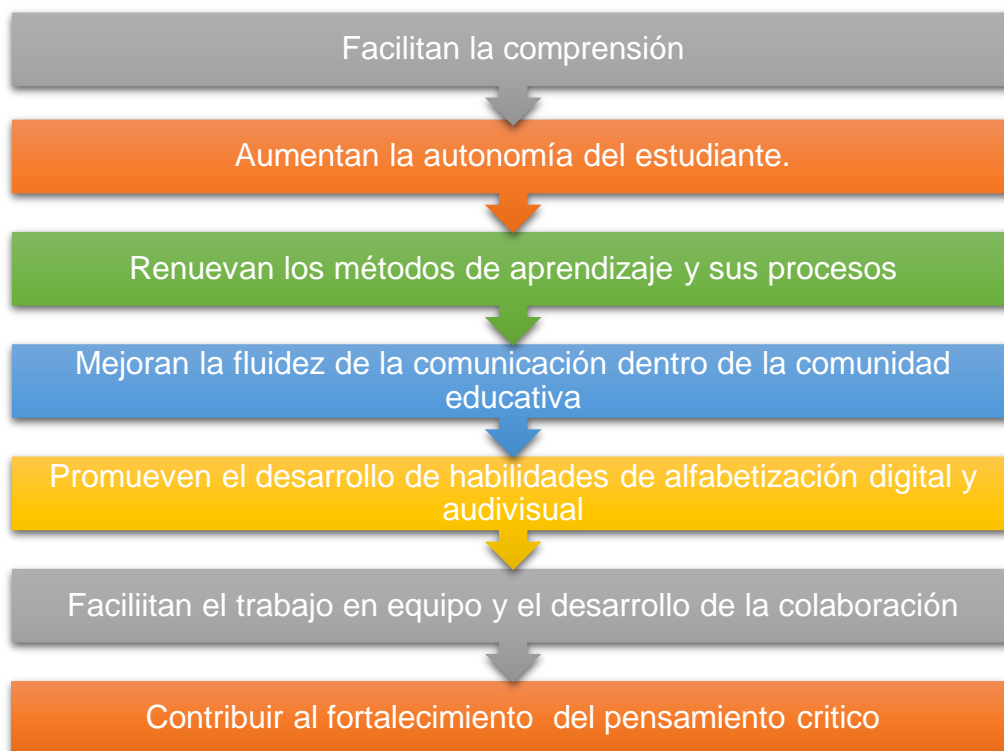 Facilitan la comprensión
Aumentan la autonomía del estudiante.
Renuevan los métodos de aprendizaje y sus procesos
Mejoran la fluidez de la comunicación dentro de la comunidad
educativa
Promueven el desarrollo de habilidades de alfabetización digital y
audivisual
Faciliitan el trabajo en equipo y el desarrollo de la colaboración
Contribuir al fortalecimiento  del pensamiento critico